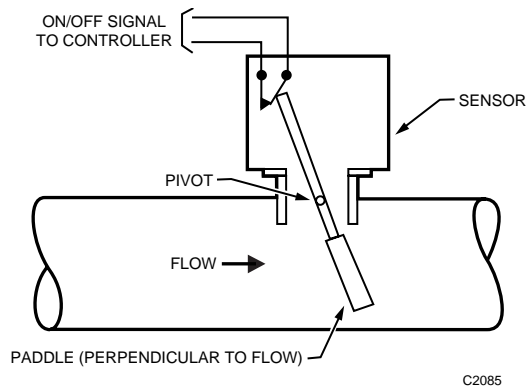 ON/OFF SIGNAL
TO CONTROLLER
SENSOR
PIVOT
FLOW
PADDLE (PERPENDICULAR TO FLOW)
C2085